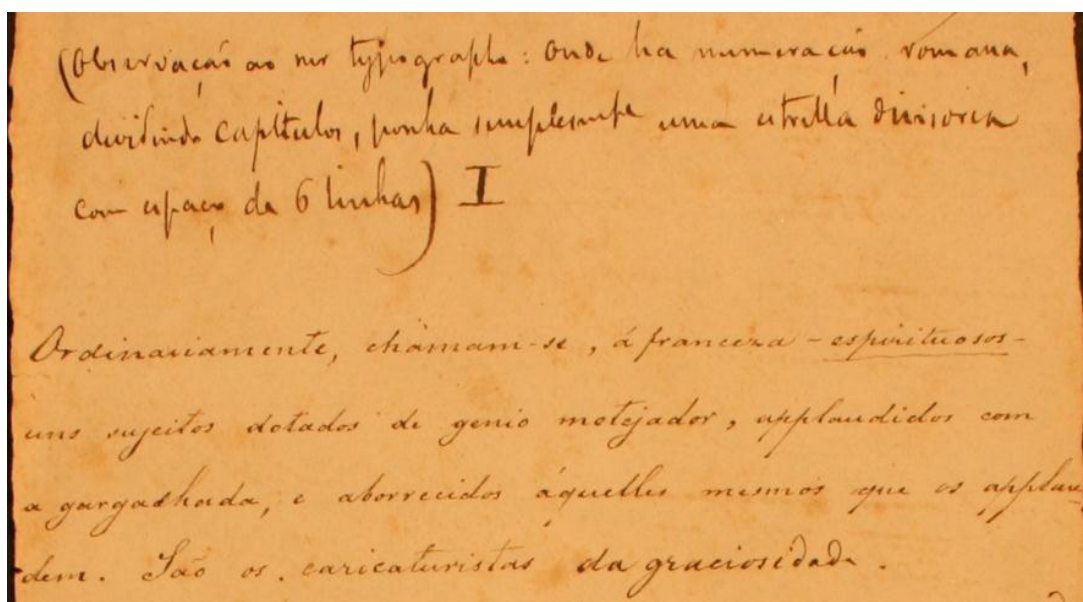 (Observação ao snr typographo: Onde ha numeração romana,
dividindo capitulos, ponha simplesmte uma estrella divisoria
com espaço de 6 linhas) I
Ordinariamente, chamam-se, á franceza - espirituosos -
uns sujeitos dotados de genio motejador, applaudidos com
a gargalhada, e aborrecidos áquelles mesmos que os applau-
dem. São os caricaturistas da graciosidade.